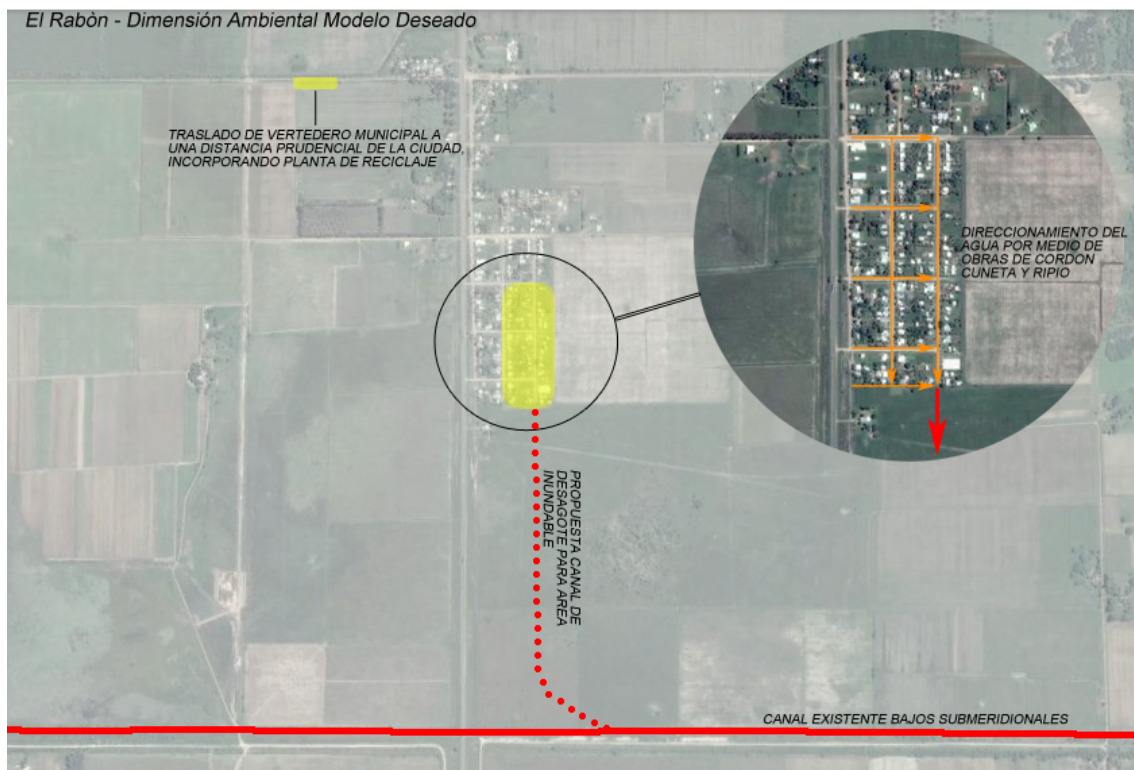 El Rabòn - Dimensión Ambiental Modelo Deseado
TRASLADO DE VERTEDERO MUNICIPAL A
UNA DISTANCIA PRUDENCIAL DE LA CIUDAD,
INCORPORANDO PLANTA DE RECICLAJE
DIRECCIONAMIENTO DEL
AGUA POR MEDIO DE
OBRAS DE CORDON
CUNETA Y RIPIO
PROPUESTA CANAL DE
DESAGOTE PARA AREA
INUNDABLE
CANAL EXISTENTE BAJOS SUBMERIDIONALES